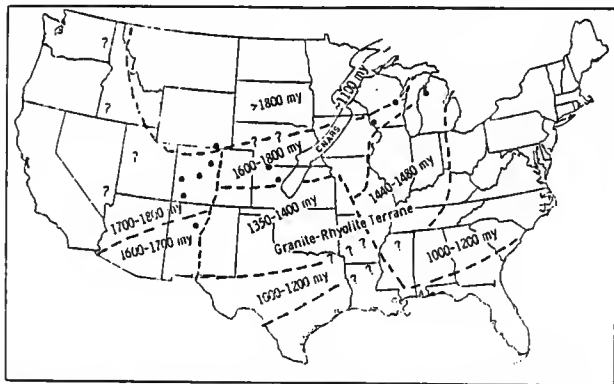 ?
?
?
?
>1800 my
~1100 my
CNARS
? ?
1600-1800 my
1440-1480 my
1700-1800 my
1350-1400 my
1600-1700 my
Granite-Rhyolite Terrane
1000-1200 my
?
? ?
? ?
?
1000-1200 my